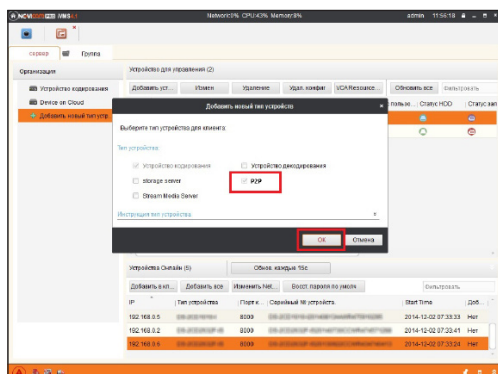 Network:0% CPU:43% Memory:8%
admin 11:56:18
сервер Группа
Организация
Устройство кодирования
Device on Cloud
Добавить новый тип устр...
Устройство для управления (2)
Добавить уст... Измен Удаление Удал. конфиг VCA Resource... Обновить все Фильтровать
пользо... Статус HDD Статус зап
Добавить новый тип устройств
Выберите тип устройства для клиента.
Тип устройства:
Устройство кодирования Устройство декодирования
storage server P2P
Stream Media Server
Инструкция тип устройства
OK Отмена
Устройства Онлайн (5) Обнов. каждые 15с
Добавить в кл... Добавить все Изменить Net... Восст. пароля по умолч Фильтровать
IP Тип устройства Порт к... Серийный № устройств. Start Time Доб...
192.168.0.5 8000 2014-12-02 07:33:33 Нет
192.168.0.2 8000 2014-12-02 07:33:41 Нет
192.168.0.6 8000 2014-12-02 07:33:24 Нет